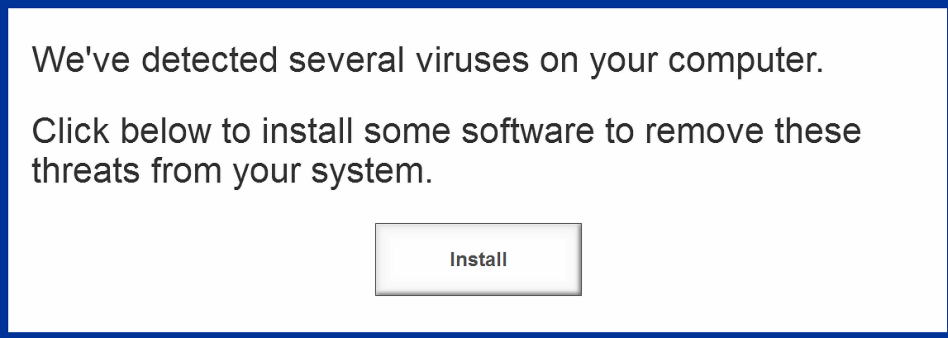 We've detected several viruses on your computer.
Click below to install some software to remove these
threats from your system.
Install